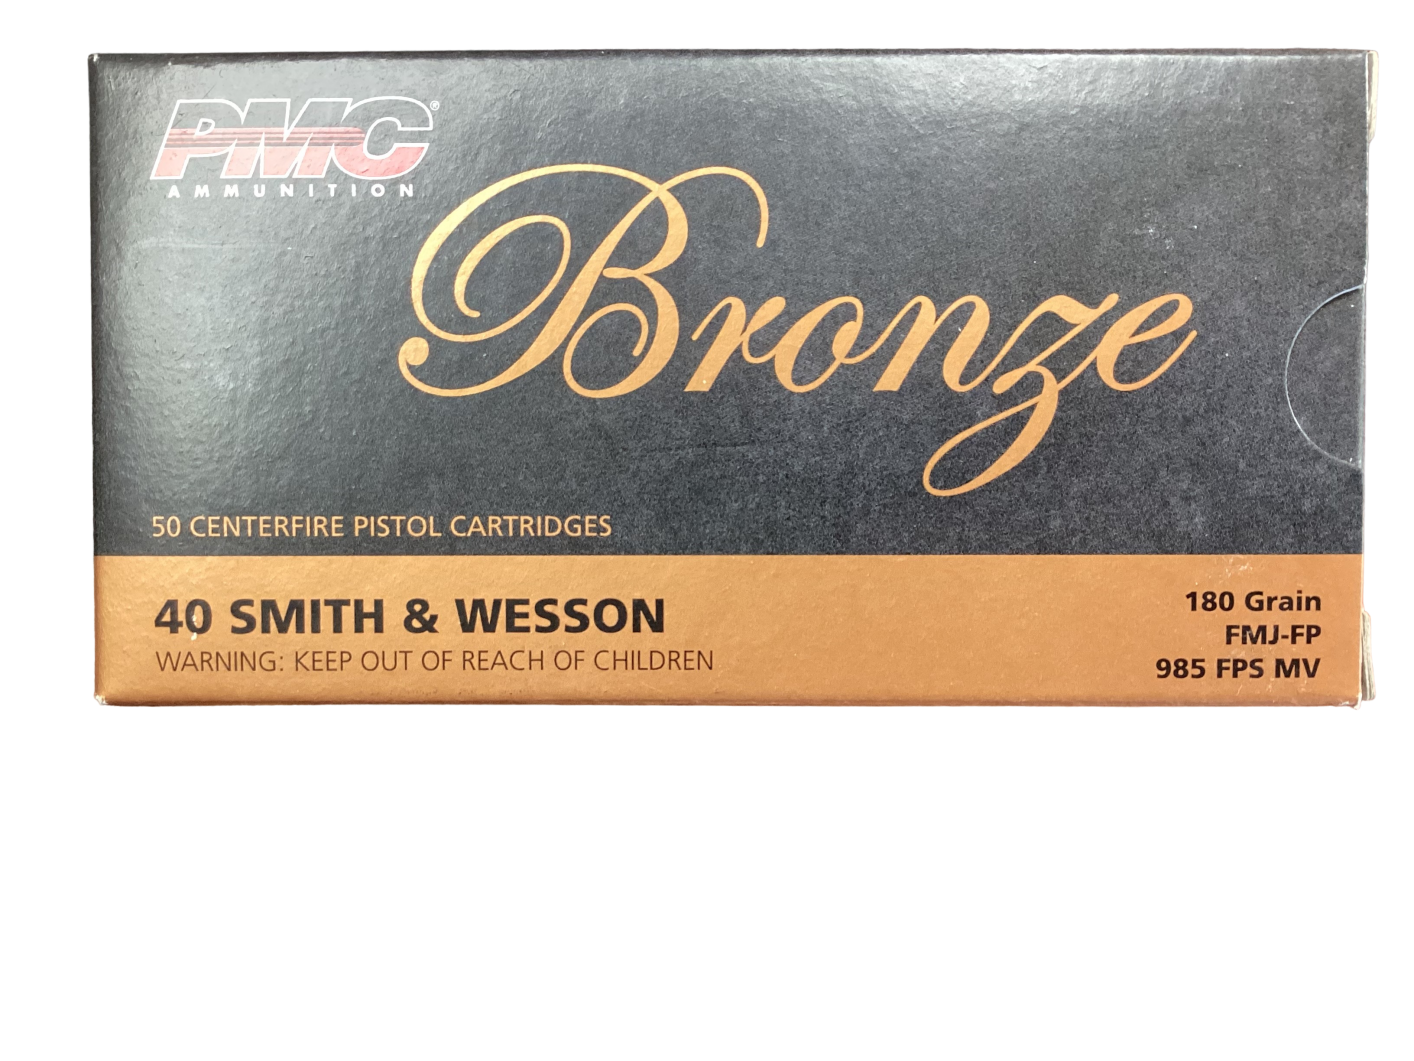 PMC®
AMMUNITION
Bronze
50 CENTERFIRE PISTOL CARTRIDGES
40 SMITH & WESSON
WARNING: KEEP OUT OF REACH OF CHILDREN
180 Grain
FMJ-FP
985 FPS MV